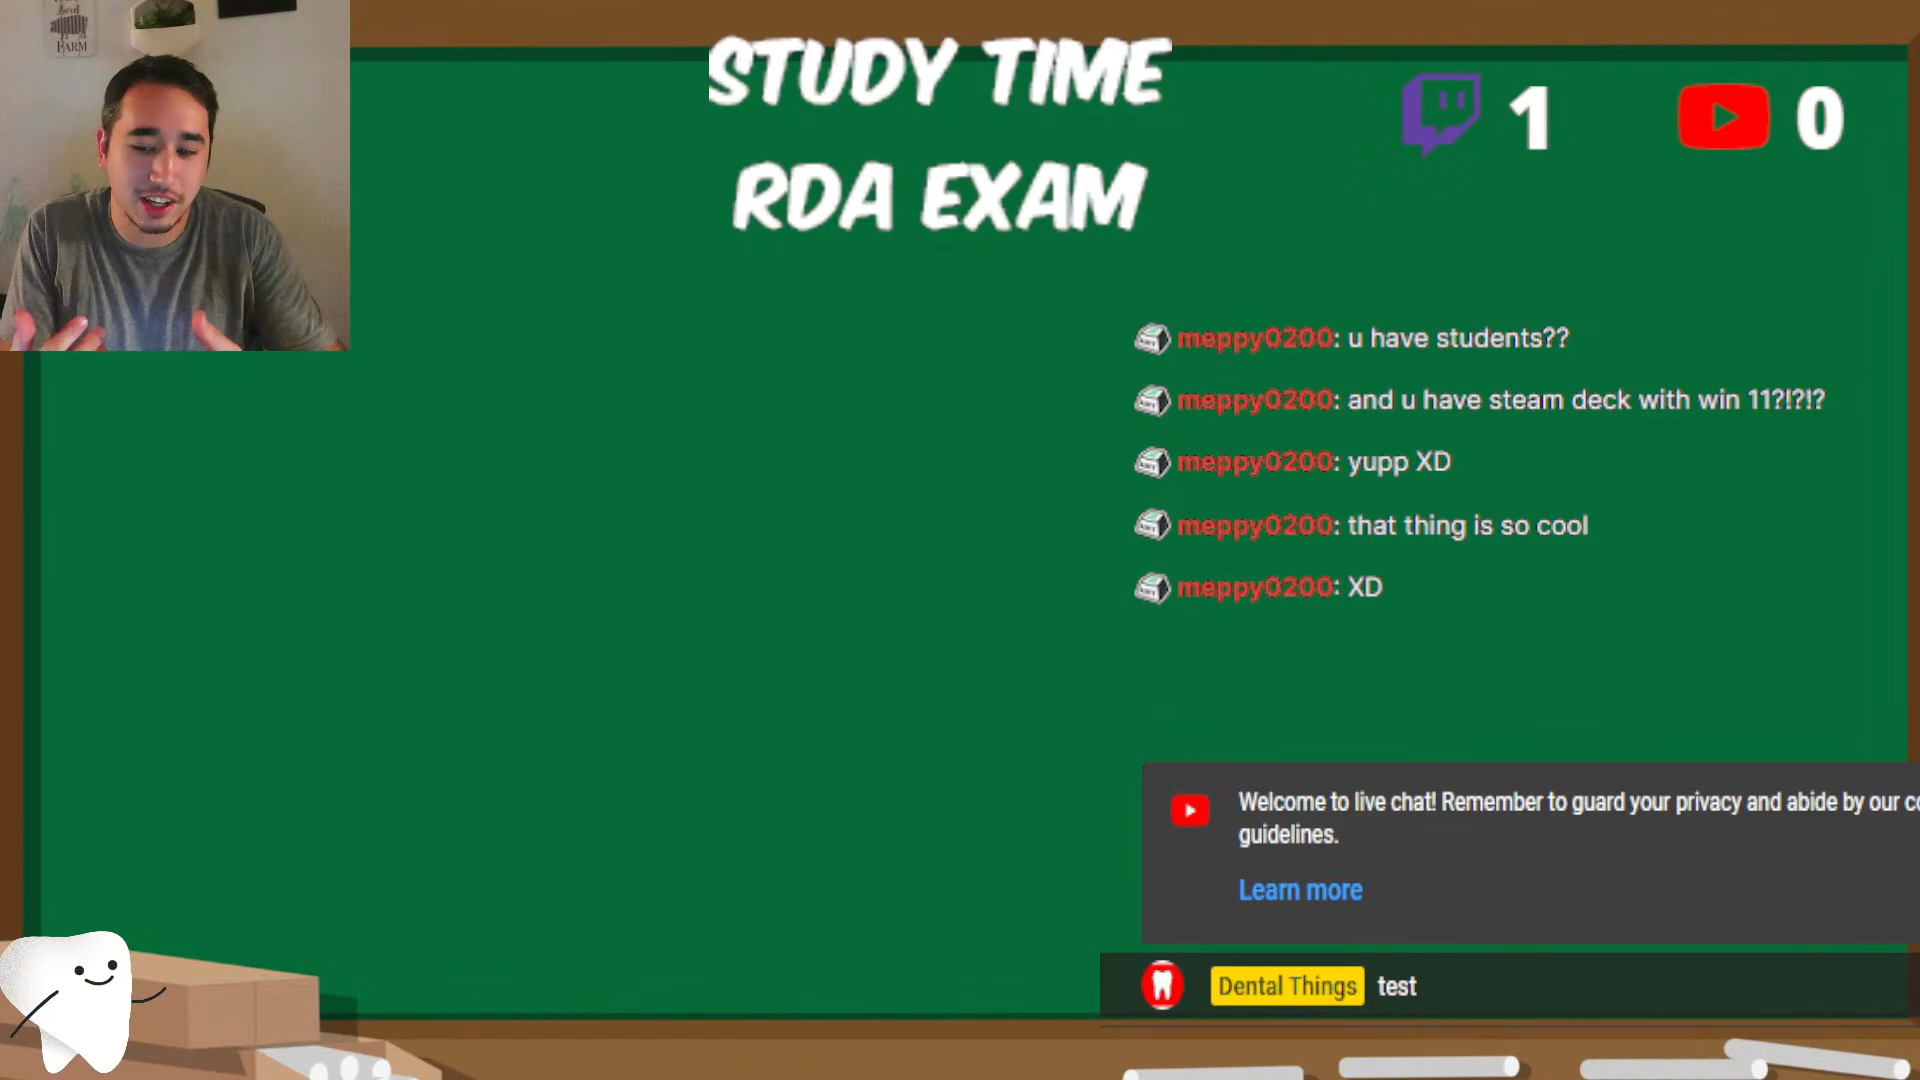 FARM
STUDY TIME
RDA EXAM
1
0
meppy0200: u have students??
meppy0200: and u have steam deck with win 11?!?!?
meppy0200: yupp XD
meppy0200: that thing is so cool
meppy0200: XD
Welcome to live chat! Remember to guard your privacy and abide by our co
guidelines.
Learn more
Dental Things test